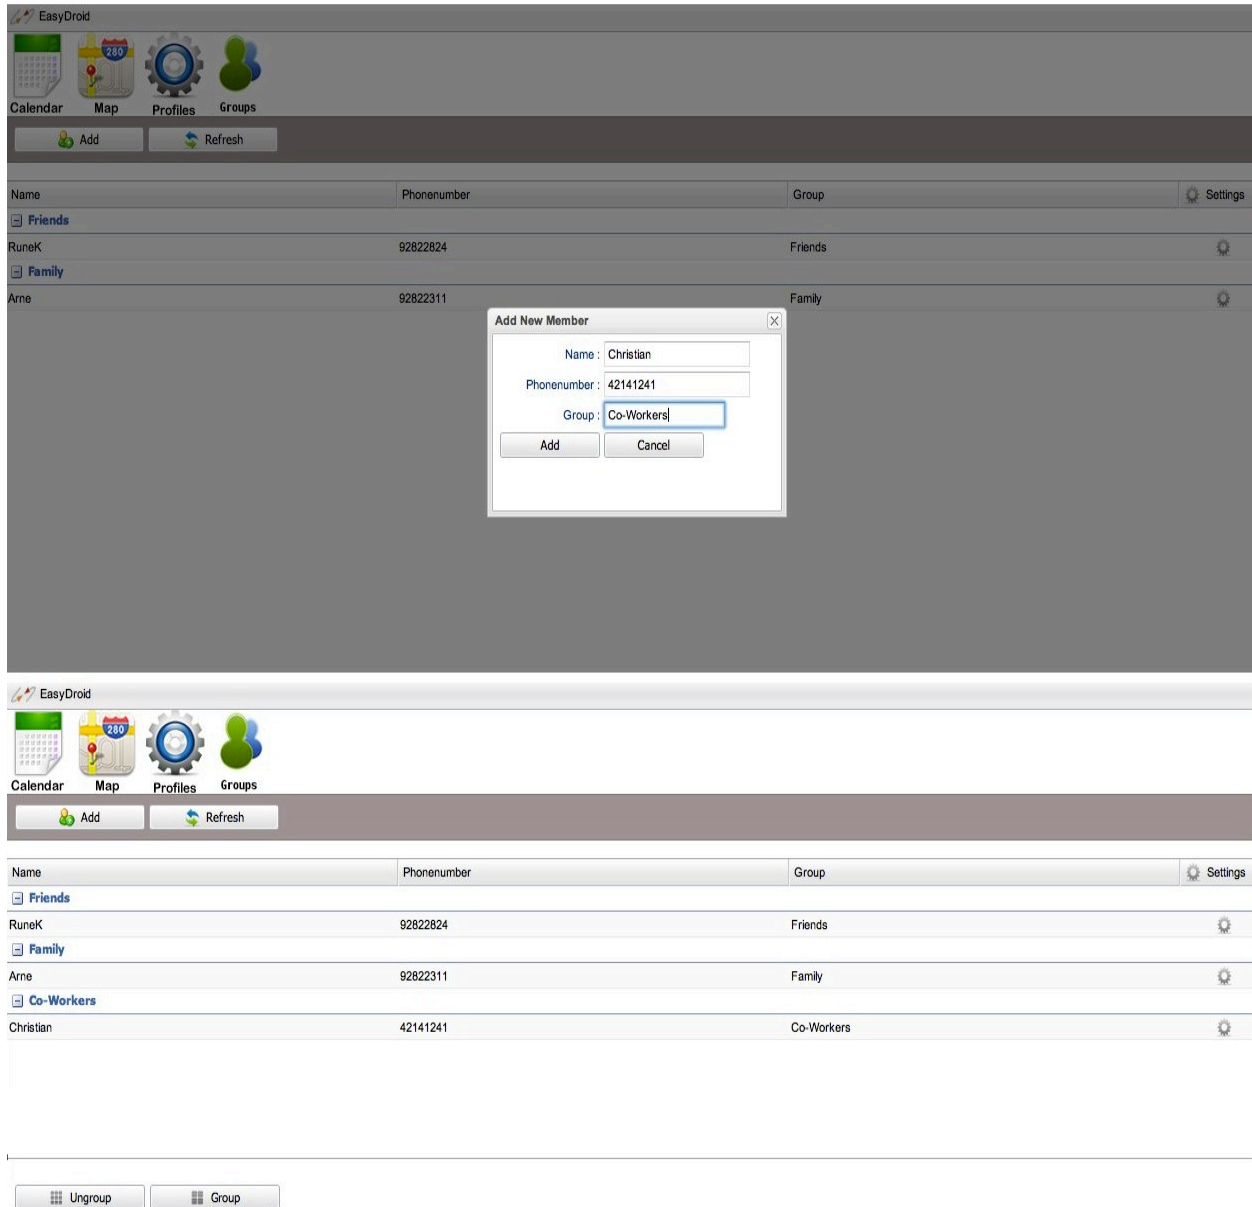 EasyDroid
280
Calendar Map Profiles Groups
Add Refresh
Name Phonenumber Group Settings
Friends
RuneK 92822824 Friends
Family
Arne 92822311 Family
Add New Member
Name : Christian
Phonenumber : 42141241
Group : Co-Workers
Add Cancel
EasyDroid
280
Calendar Map Profiles Groups
Add Refresh
Name Phonenumber Group Settings
Friends
RuneK 92822824 Friends
Family
Arne 92822311 Family
Co-Workers
Christian 42141241 Co-Workers
Ungroup Group